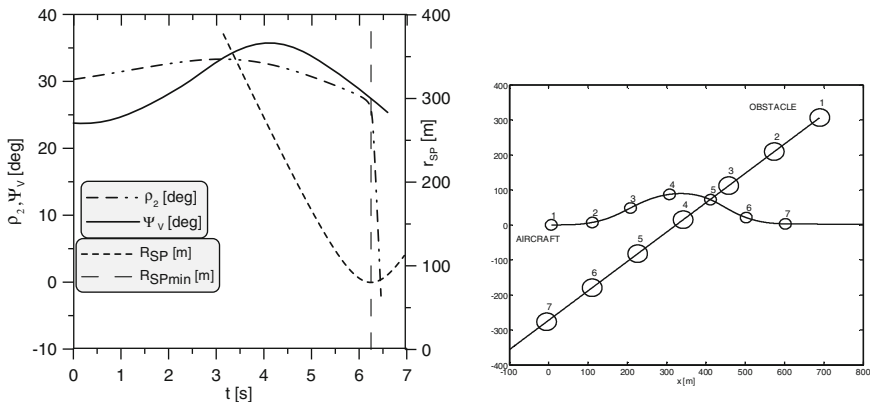 40
30
20
10
0
-10
ρ2,ΨV [deg]
ρ2 [deg]
ΨV [deg]
RSP [m]
RSPmin [m]
0 1 2 3 4 5 6 7
t [s]
400
300
200
100
0
rSP [m]
400
300
200
100
0
-100
-200
-300
-400
OBSTACLE
1
2
3
4
5
6
7
AIRCRAFT
1
2
3
4
5
6
7
-100 0 100 200 300 400 500 600 700 800
x[m]